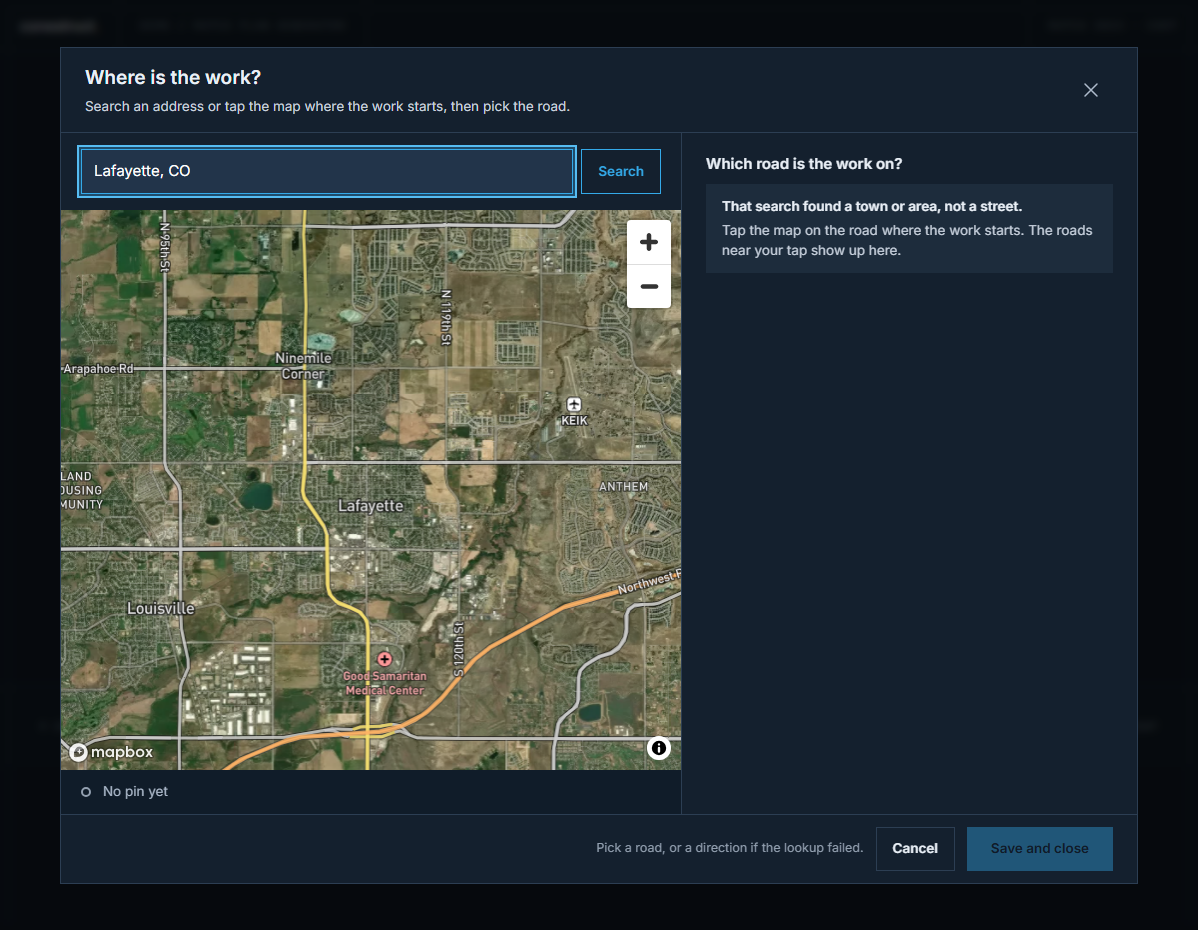 Where is the work?
Search an address or tap the map where the work starts, then pick the road.
Lafayette, CO
Search
Which road is the work on?
That search found a town or area, not a street.
Tap the map on the road where the work starts. The roads
near your tap show up here.
N 95th St
N 119th St
Ninemile
Corner
Arapahoe Rd
KEIK
LAND
OUSING
MUNITY
ANTHEM
Lafayette
Northwest P
Louisville
S 120th St
Good Samaritan
Medical Center
mapbox
No pin yet
Pick a road, or a direction if the lookup failed.
Cancel
Save and close